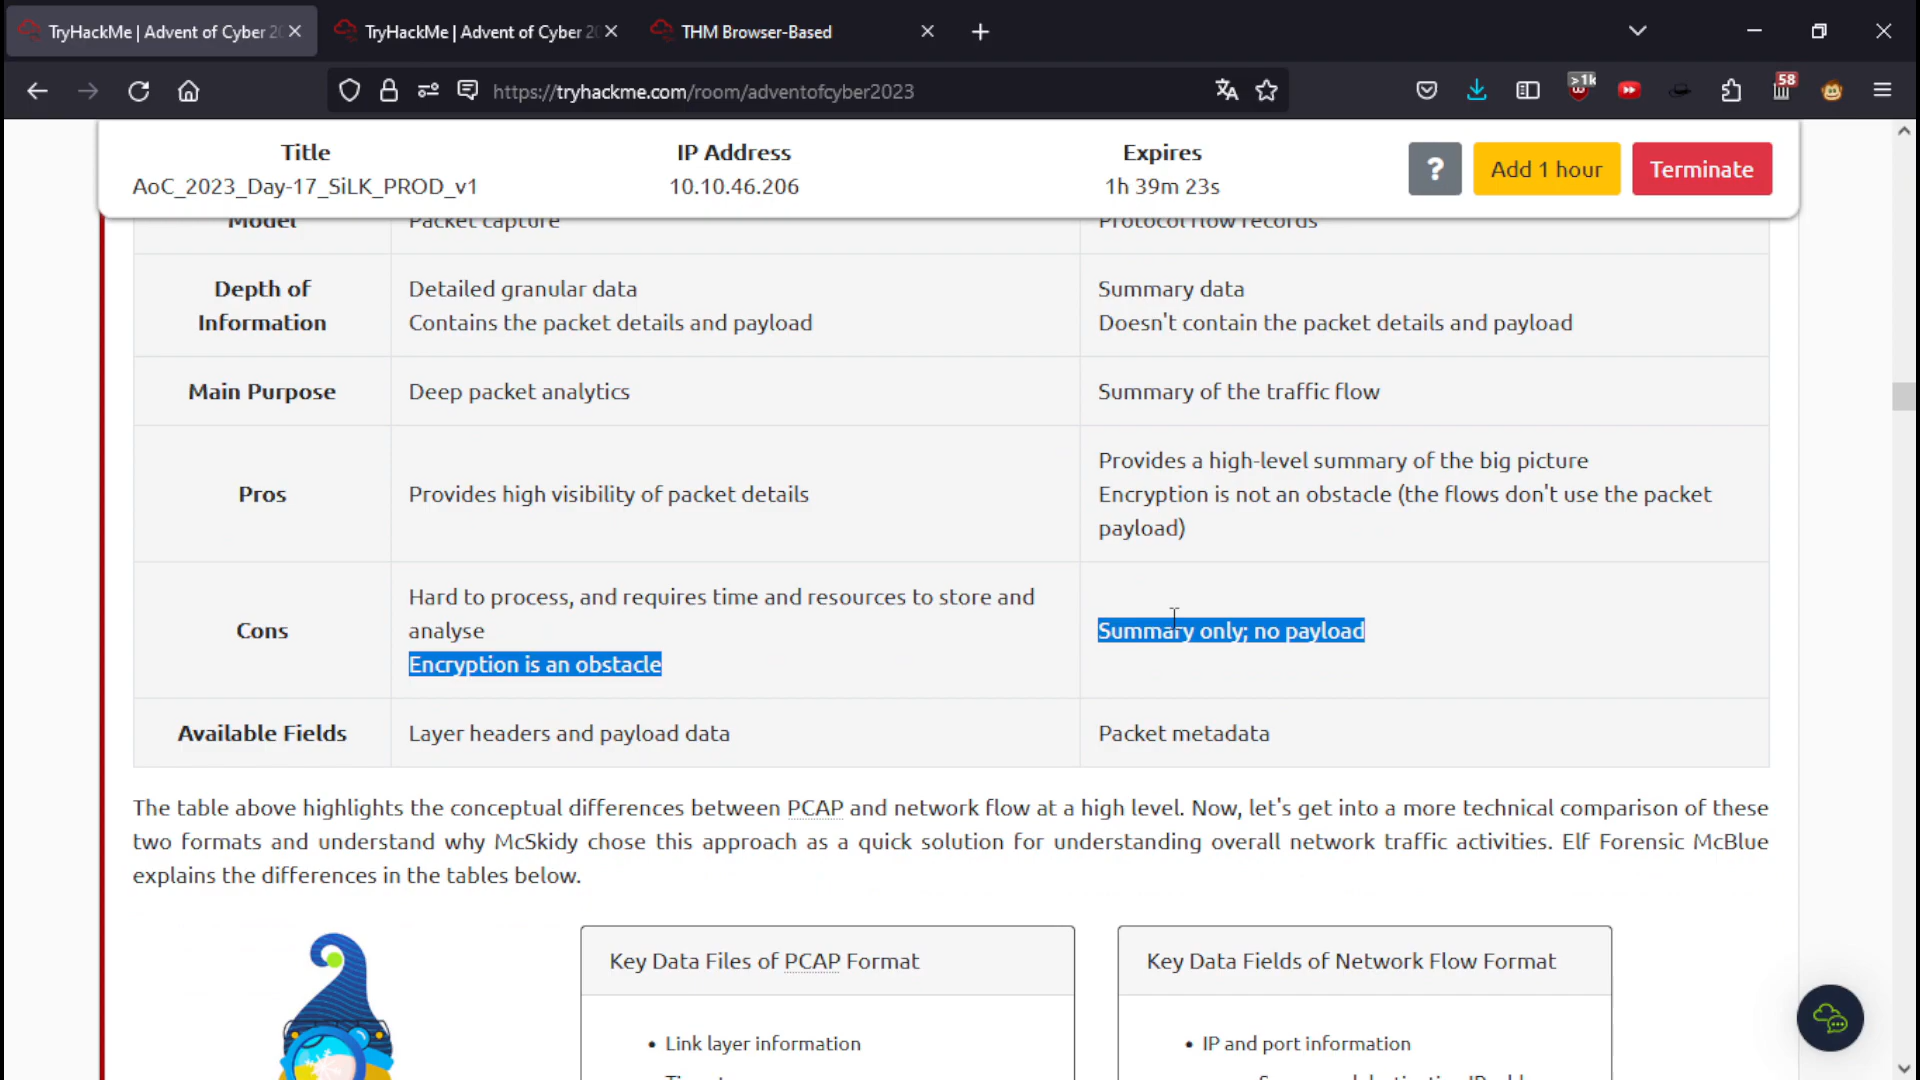 TryHackMe | Advent of Cyber 2
TryHackMe | Advent of Cyber 2
THM Browser-Based
https://tryhackme.com/room/adventofcyber2023
>1k
58
Title
IP Address
Expires
AoC_2023_Day-17_SiLK_PROD_v1
10.10.46.206
1h 39m 23s
?
Add 1 hour
Terminate
Model
Packet capture
Protocol flow records
Depth of
Information
Detailed granular data
Contains the packet details and payload
Summary data
Doesn't contain the packet details and payload
Main Purpose
Deep packet analytics
Summary of the traffic flow
Pros
Provides high visibility of packet details
Provides a high-level summary of the big picture
Encryption is not an obstacle (the flows don't use the packet
payload)
Cons
Hard to process, and requires time and resources to store and
analyse
Encryption is an obstacle
Summary only; no payload
Available Fields
Layer headers and payload data
Packet metadata
The table above highlights the conceptual differences between PCAP and network flow at a high level. Now, let's get into a more technical comparison of these
two formats and understand why McSkidy chose this approach as a quick solution for understanding overall network traffic activities. Elf Forensic McBlue
explains the differences in the tables below.
Key Data Files of PCAP Format
• Link layer information
Key Data Fields of Network Flow Format
• IP and port information